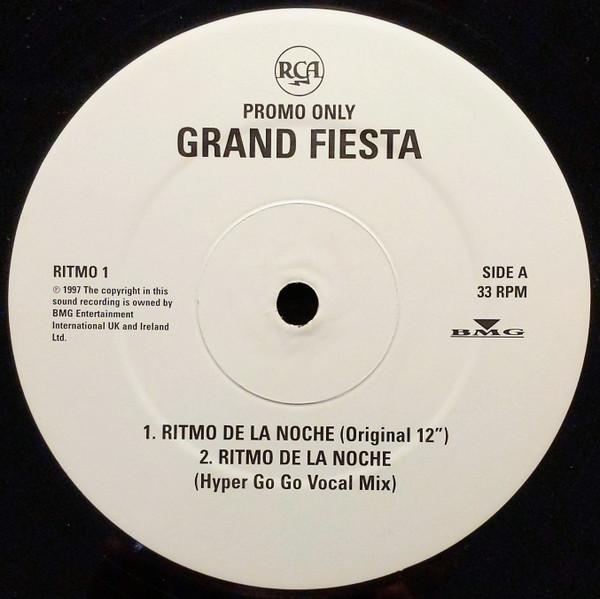 RCA
PROMO ONLY
GRAND FIESTA
RITMO 1
℗ 1997 The copyright in this
sound recording is owned by
BMG Entertainment
International UK and Ireland
Ltd.
SIDE A
33 RPM
BMG
1. RITMO DE LA NOCHE (Original 12")
2. RITMO DE LA NOCHE
(Hyper Go Go Vocal Mix)